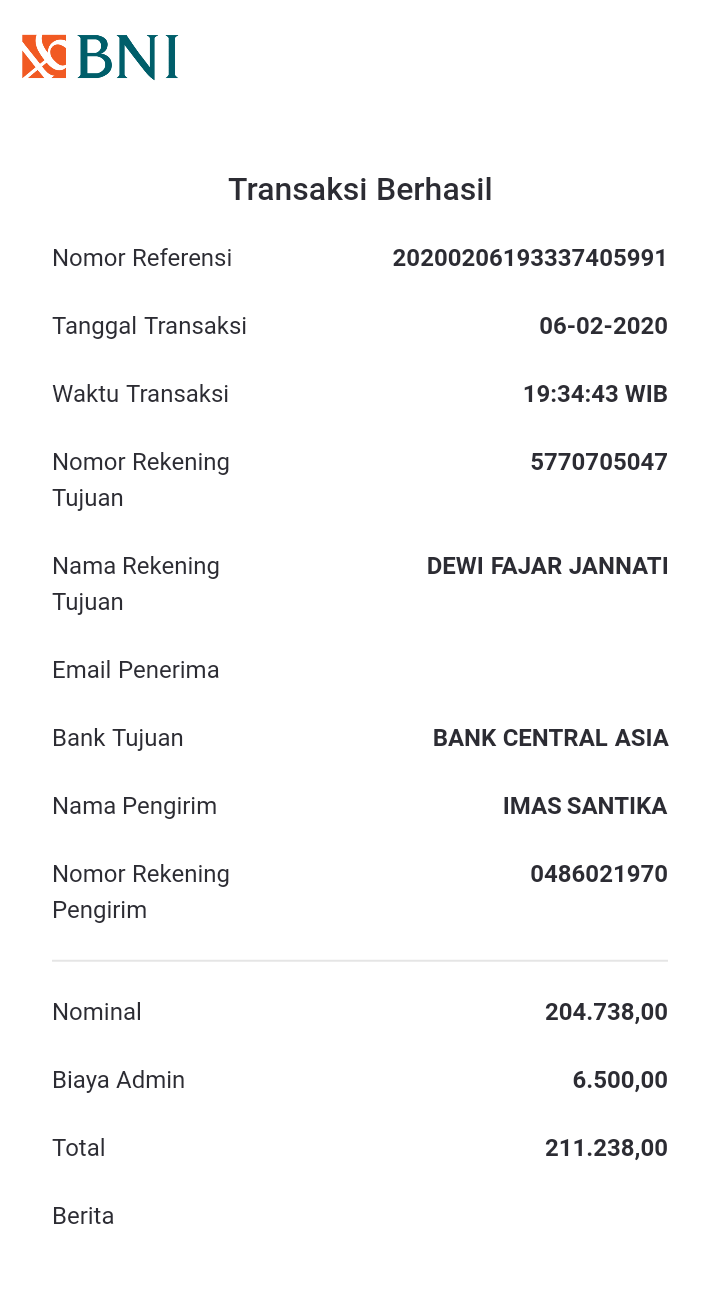 BNI
Transaksi Berhasil
Nomor Referensi 20200206193337405991
Tanggal Transaksi 06-02-2020
Waktu Transaksi 19:34:43 WIB
Nomor Rekening 5770705047
Tujuan
Nama Rekening DEWI FAJAR JANNATI
Tujuan
Email Penerima
Bank Tujuan BANK CENTRAL ASIA
Nama Pengirim IMAS SANTIKA
Nomor Rekening 0486021970
Pengirim
Nominal 204.738,00
Biaya Admin 6.500,00
Total 211.238,00
Berita